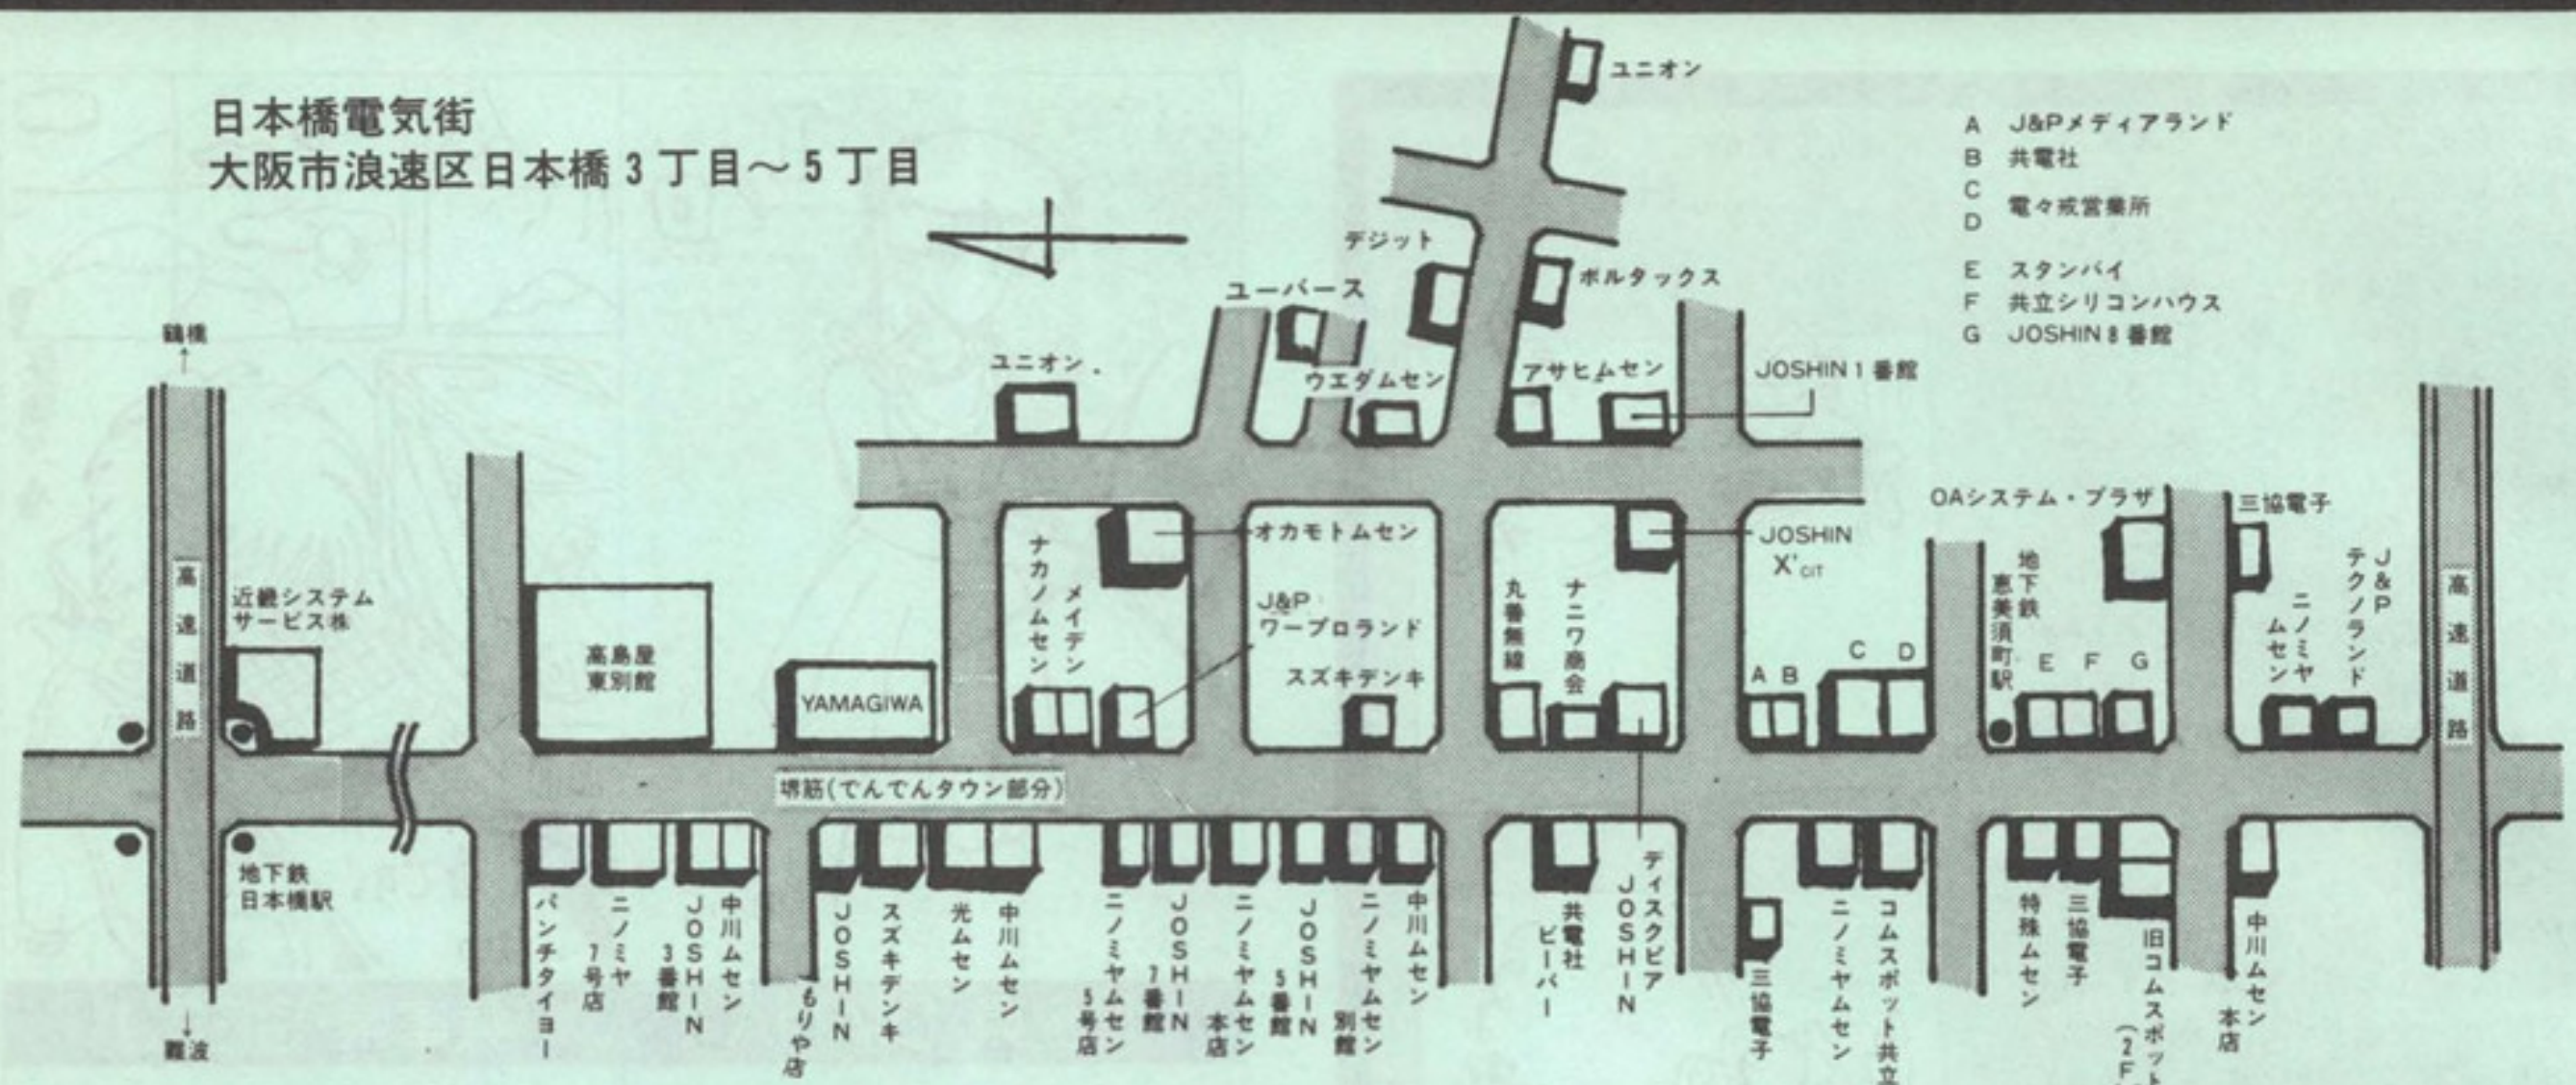 日本橋電気街
大阪市浪速区日本橋3丁目〜5丁目
ユニオン
A J&Pメディアランド
B 共電社
C
D 電々戎営業所
E スタンバイ
F 共立シリコンハウス
G JOSHIN 8番館
デジット
ボルタックス
ユーバース
鶴橋
↑
ユニオン
ウエダムセン
アサヒムセン
JOSHIN 1番館
高速道路
近畿システム
サービス株
高島屋
東別館
YAMAGIWA
ナカノムセン
メイデン
オカモトムセン
J&P
ワープロランド
スズキデンキ
丸善無線
ナニワ商会
JOSHIN
X'CIT
A
B
C
D
OAシステム・プラザ
地下鉄
恵美須町駅
E
F
G
三協電子
ニノミヤ
ムセン
J&P
テクノランド
高速道路
堺筋(でんでんタウン部分)
地下鉄
日本橋駅
↓
難波
パンチタイヨー
ニノミヤ
7号店
JOSHIN
3番館
中川ムセン
JOSHIN
もりや店
スズキデンキ
光ムセン
中川ムセン
ニノミヤムセン
5号店
JOSHIN
7番館
ニノミヤムセン
本店
JOSHIN
5番館
ニノミヤムセン
別館
中川ムセン
共電社
ビーバー
ディスクピア
JOSHIN
三協電子
ニノミヤムセン
コムスポット共立
特殊ムセン
三協電子
旧コムスポット
(2F
中川ムセン
本店